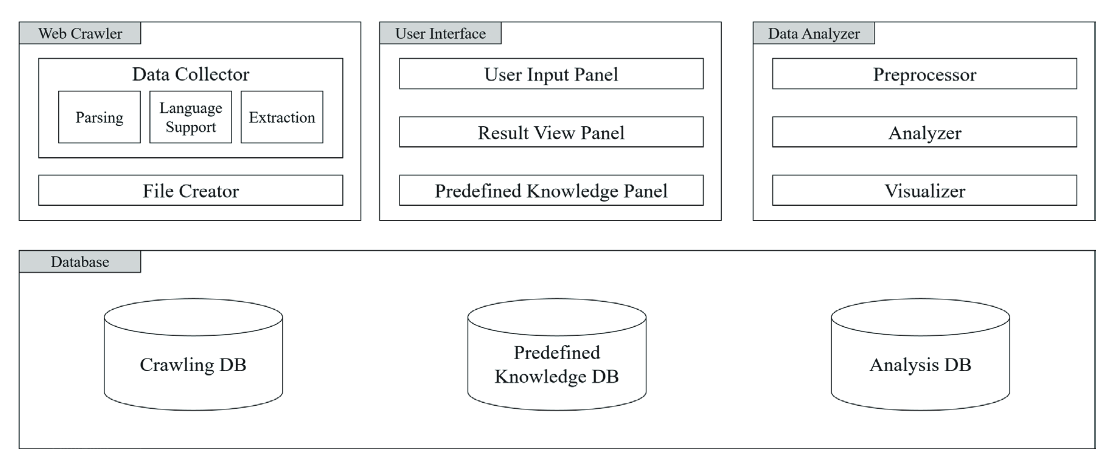 Web Crawler
Data Collector
Parsing
Language
Support
Extraction
File Creator
User Interface
User Input Panel
Result View Panel
Predefined Knowledge Panel
Data Analyzer
Preprocessor
Analyzer
Visualizer
Database
Crawling DB
Predefined
Knowledge DB
Analysis DB